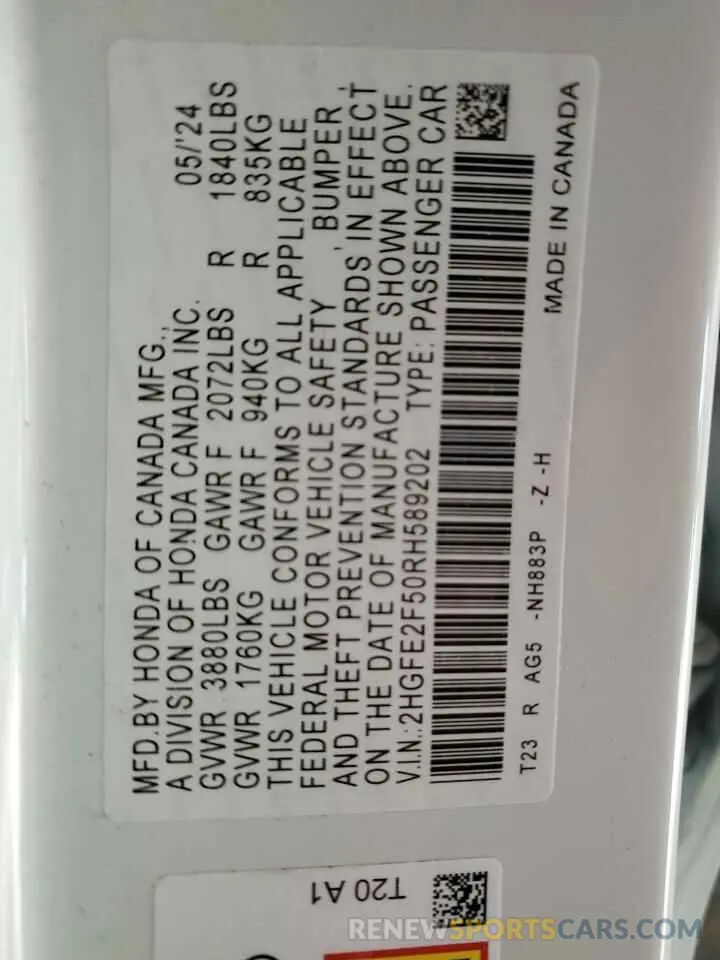 MFD.BY HONDA OF CANADA MFG.,
A DIVISION OF HONDA CANADA INC. 05/'24
GVWR 3880LBS GAWR F 2072LBS R 1840LBS
GVWR 1760KG GAWR F 940KG R 835KG
THIS VEHICLE CONFORMS TO ALL APPLICABLE
FEDERAL MOTOR VEHICLE SAFETY, BUMPER,
AND THEFT PREVENTION STANDARDS IN EFFECT
ON THE DATE OF MANUFACTURE SHOWN ABOVE.
V.I.N.:2HGFE2F50RH589202 TYPE: PASSENGER CAR
T23 R AG5 -NH883P -Z -H
MADE IN CANADA
T20 A1
RENEWSPORTSCARS.COM